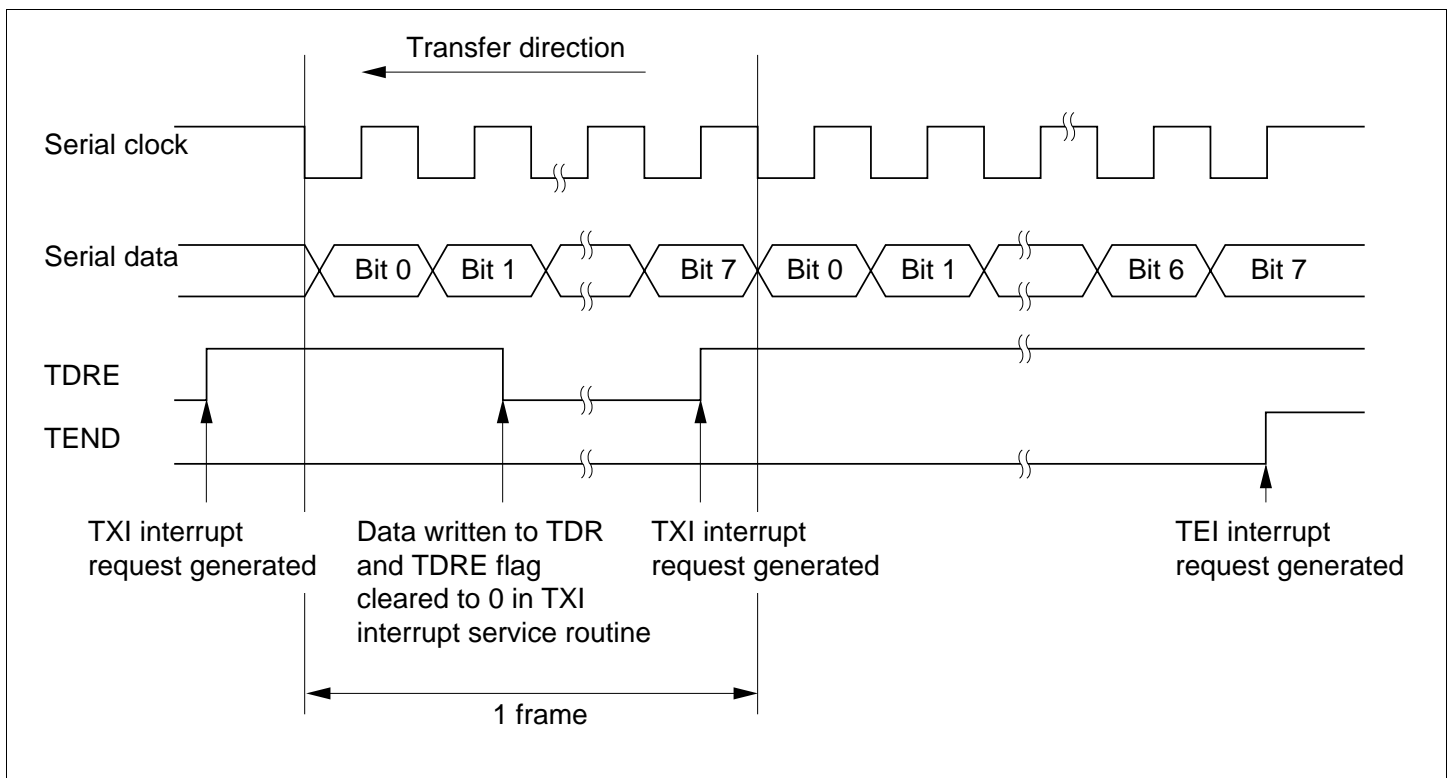 Transfer direction
Serial clock
Serial data
Bit 0
Bit 1
Bit 7
Bit 0
Bit 1
Bit 6
Bit 7
TDRE
TEND
TXI interrupt
request generated
Data written to TDR
and TDRE flag
cleared to 0 in TXI
interrupt service routine
TXI interrupt
request generated
TEI interrupt
request generated
1 frame